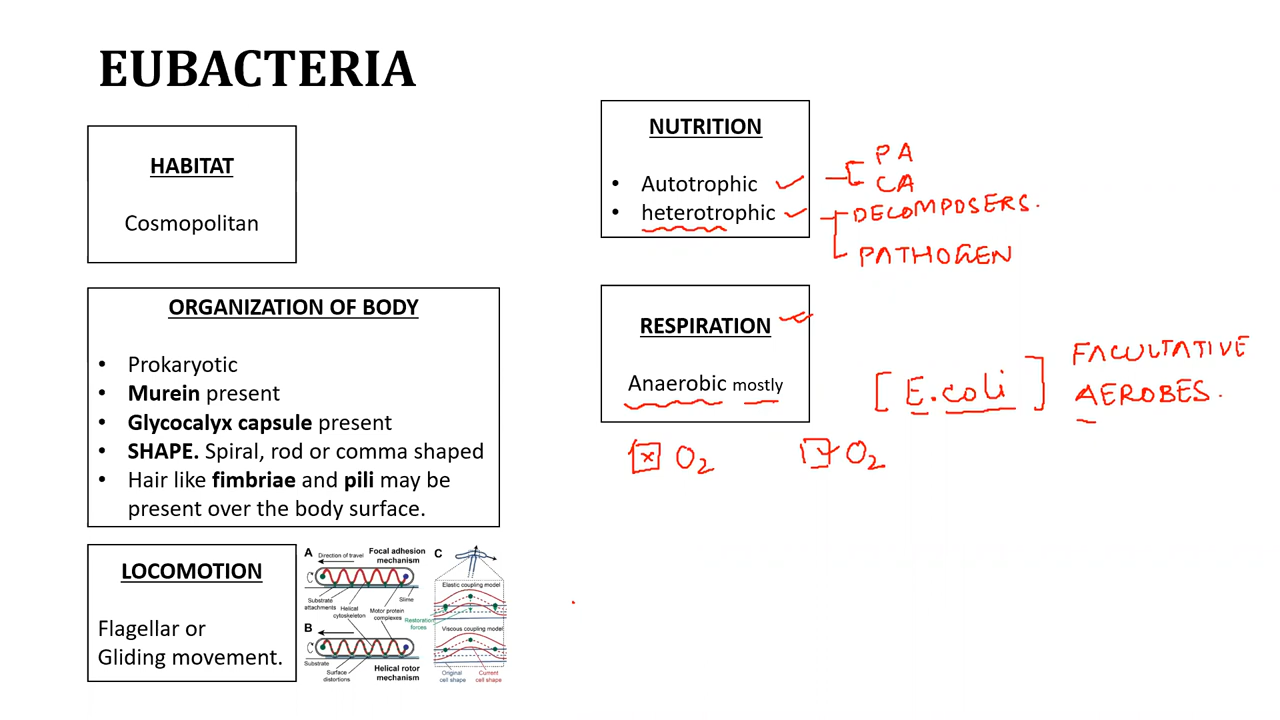 EUBACTERIA
HABITAT
Cosmopolitan
ORGANIZATION OF BODY
• Prokaryotic
• Murein present
• Glycocalyx capsule present
• SHAPE. Spiral, rod or comma shaped
• Hair like fimbriae and pili may be
present over the body surface.
LOCOMOTION
Flagellar or
Gliding movement.
A
Direction of travel
Focal adhesion
mechanism
Substrate
attachments
Helical
cytoskeleton
Motor protein
complexes
Slime
B
Substrate
Surface
distortions
Helical rotor
mechanism
C
Elastic coupling model
Restoration
forces
Viscous coupling model
Original
cell shape
Current
cell shape
NUTRITION
• Autotrophic
• heterotrophic
PA
CA
DECOMPOSERS.
PATHOGEN
RESPIRATION
Anaerobic mostly
[E.coli]
FACULTATIVE
AEROBES.
O2
O2